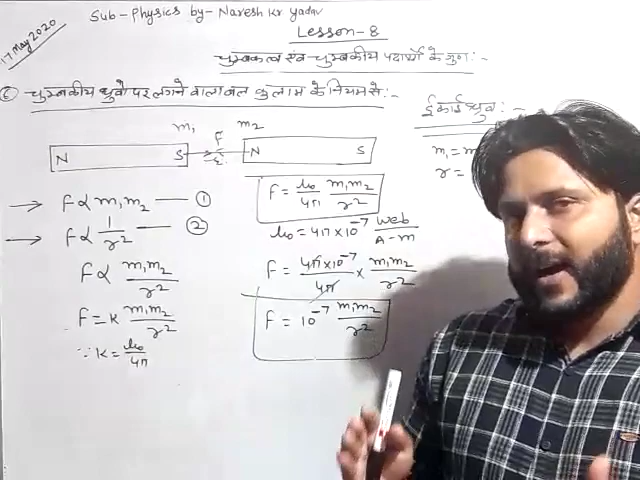 17 May 2020
Sub-Physics by- Naresh Kr yadav
Lesson-8
चुम्बकत्व एवं चुम्बकीय पदार्थो के गुण:-
⑥ चुम्बकीय ध्रुवो पर लगने वाला बल कुलाम के नियम से:-
ईकाई ध्रुव:-
m₁ m₂
F
N S N S
m₁ = m
r =
F ∝ m₁m₂ — ①
F ∝ 1/r² — ②
F ∝ m₁m₂/r²
F = K m₁m₂/r²
∵ K = μ₀/4π
F = μ₀/4π m₁m₂/r²
μ₀ = 4π×10⁻⁷ Web/A-m
F = 4π×10⁻⁷/4π × m₁m₂/r²
F = 10⁻⁷ m₁m₂/r²